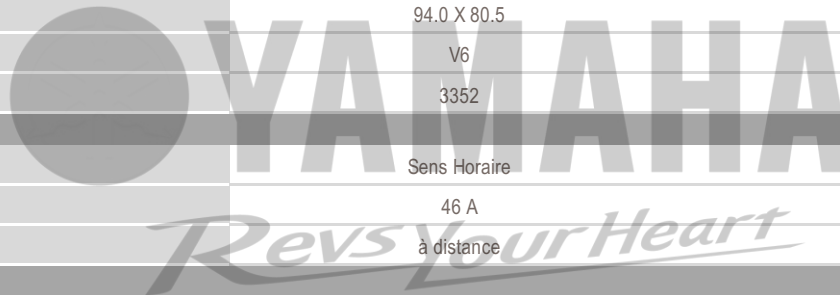 94.0 X 80.5
V6
3352
YAMAHA
Sens Horaire
46 A
à distance
Revs Your Heart